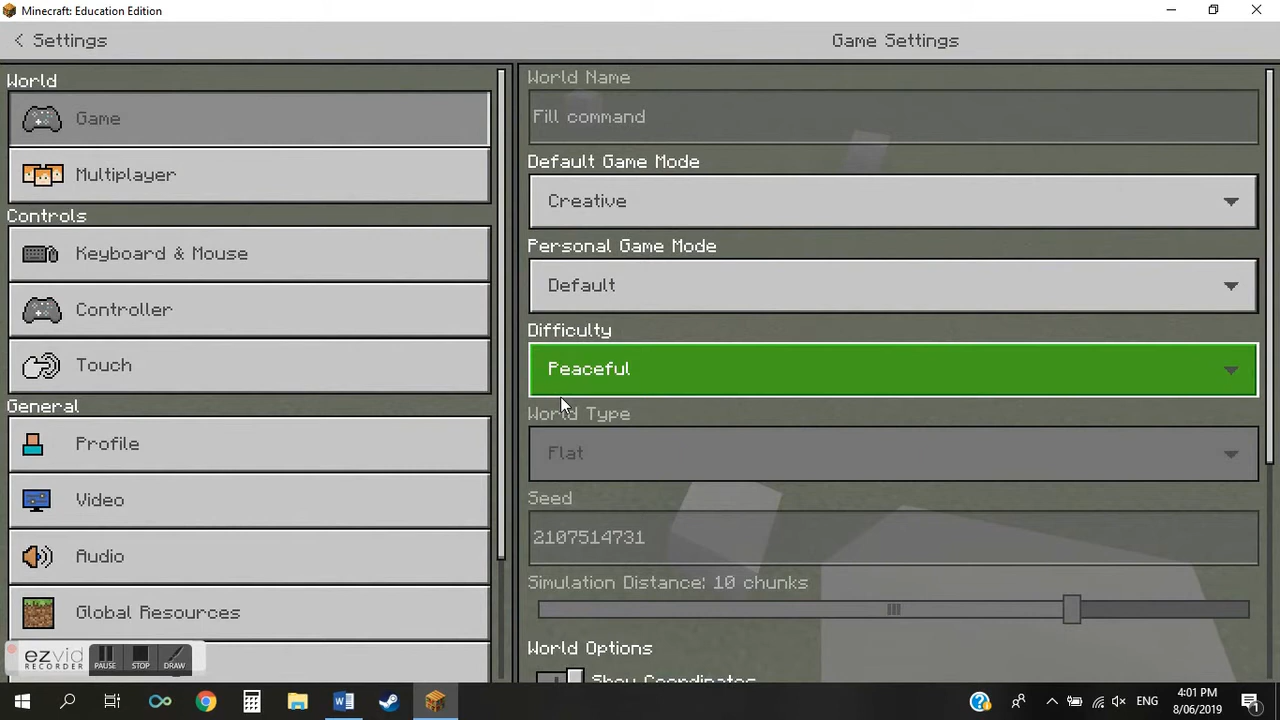 Minecraft: Education Edition
Settings
Game Settings
World
Game
Multiplayer
Controls
Keyboard & Mouse
Controller
Touch
General
Profile
Video
Audio
Global Resources
World Name
Fill command
Default Game Mode
Creative
Personal Game Mode
Default
Difficulty
Peaceful
World Type
Flat
Seed
2107514731
Simulation Distance: 10 chunks
World Options
Show Coordinates
ezvid
RECORDER
PAUSE
STOP
DRAW
ENG
4:01 PM
8/06/2019
1